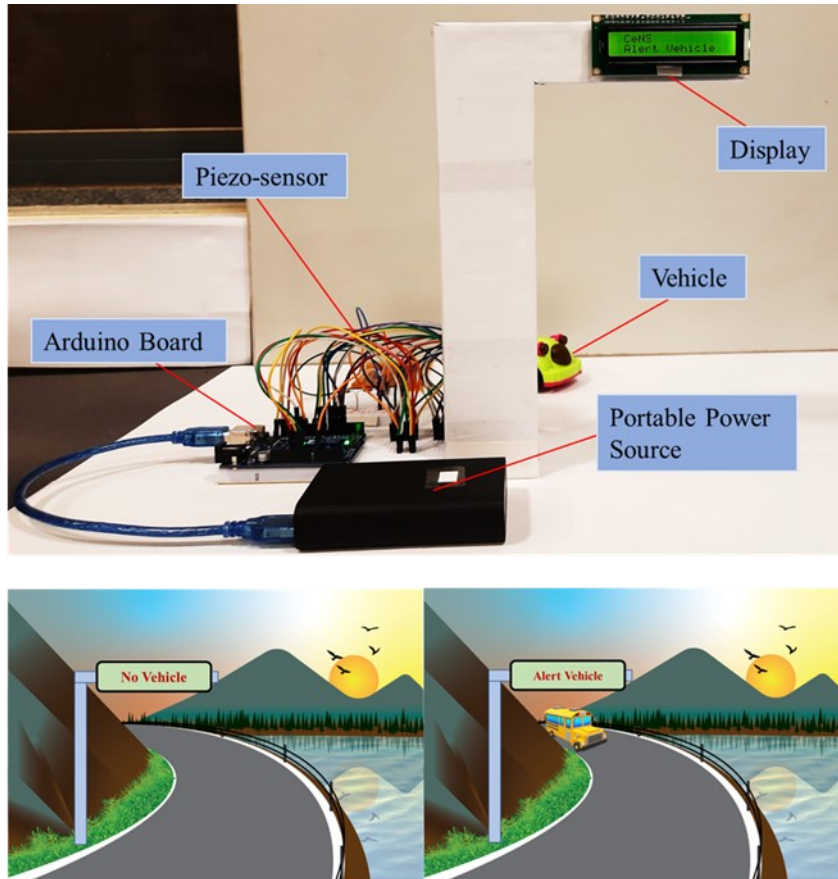 CeNS
Alert Vehicle
Display
Piezo-sensor
Vehicle
Arduino Board
Portable Power
Source
No Vehicle
Alert Vehicle